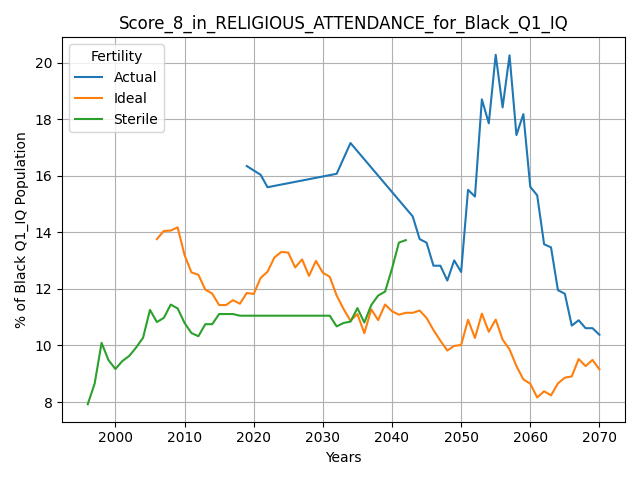 Score_8_in_RELIGIOUS_ATTENDANCE_for_Black_Q1_IQ
Fertility
Actual
Ideal
Sterile
% of Black Q1_IQ Population
20
18
16
14
12
10
8
2000
2010
2020
2030
2040
2050
2060
2070
Years